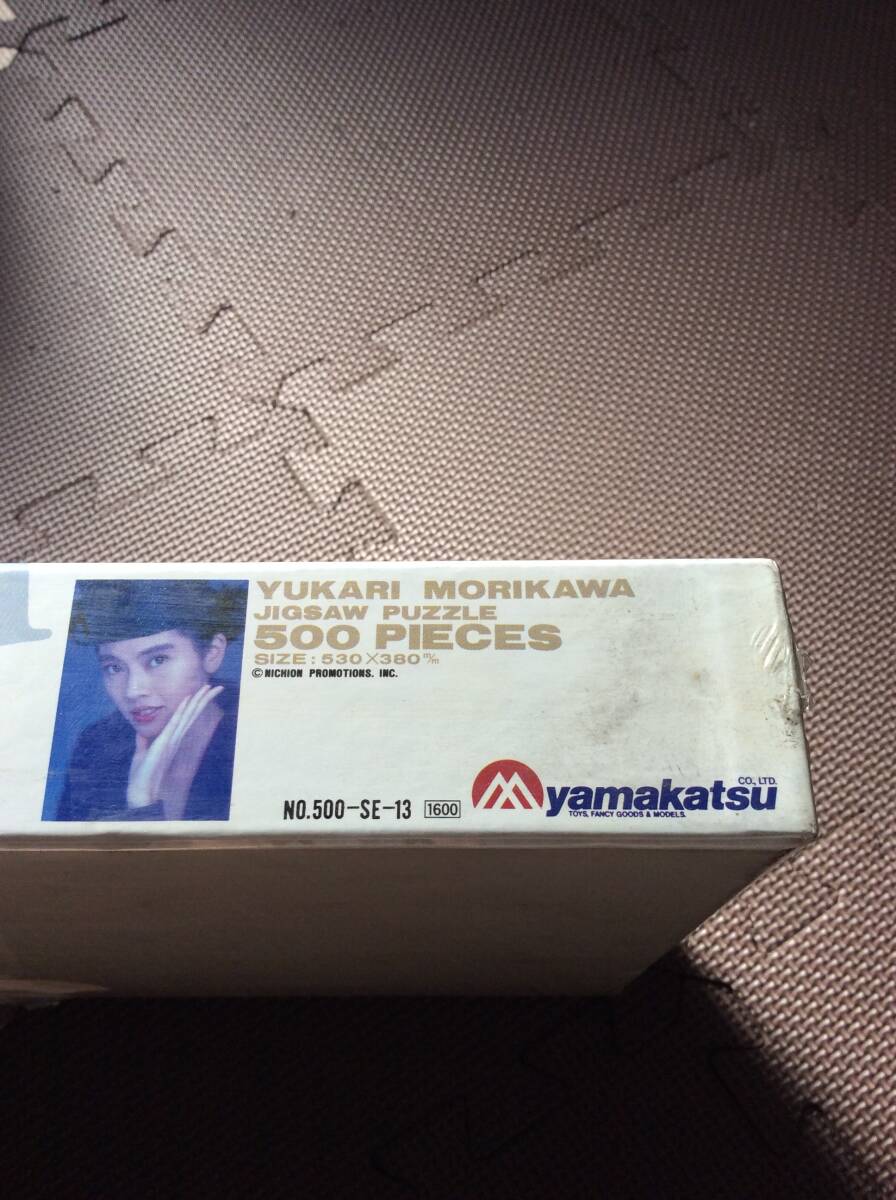 YUKARI MORIKAWA
JIGSAW PUZZLE
500 PIECES
SIZE: 530×380 m/m
©NICHION PROMOTIONS. INC.
NO.500-SE-13 1600
yamakatsu CO., LTD.
TOYS, FANCY GOODS & MODELS.